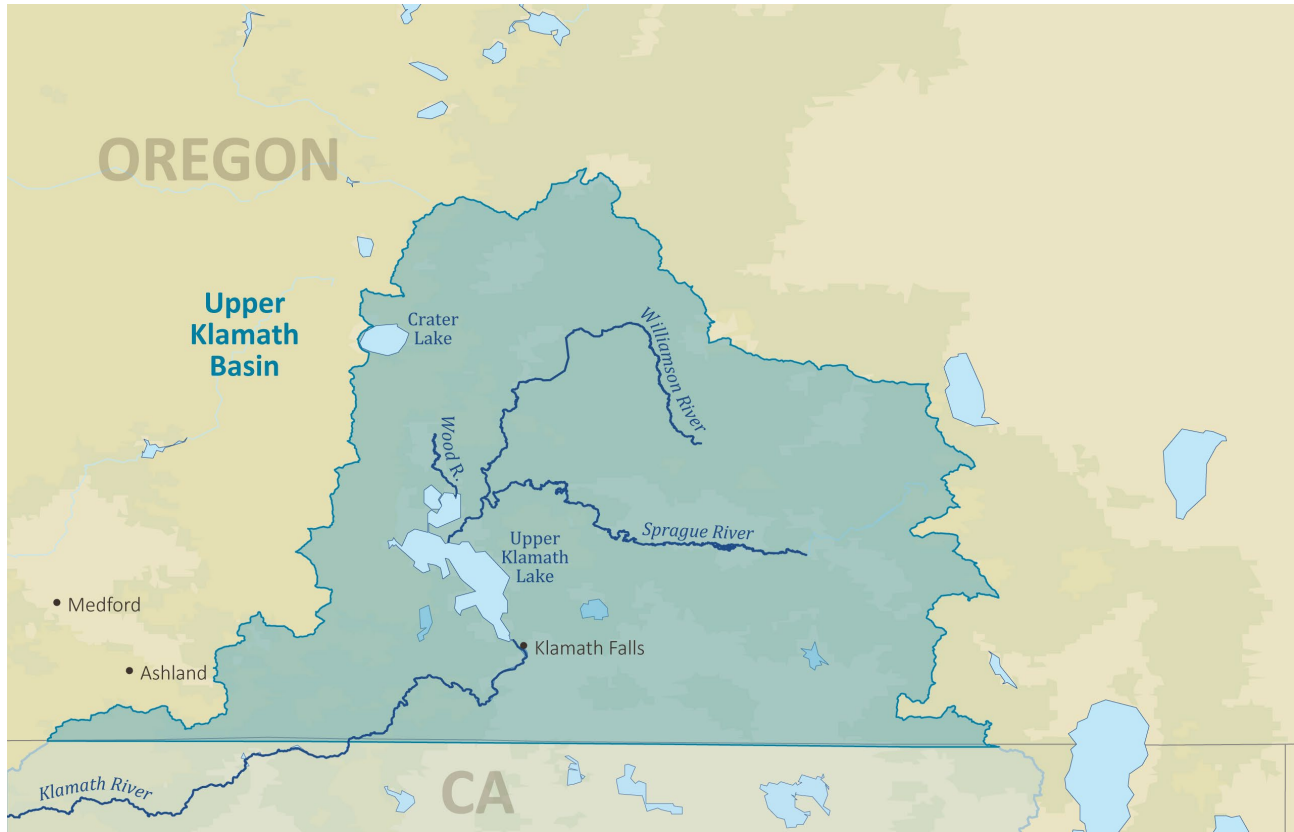 OREGON
Upper
Klamath
Basin
Crater
Lake
Williamson River
Wood R.
Sprague River
Upper
Klamath
Lake
Medford
Klamath Falls
Ashland
Klamath River
CA